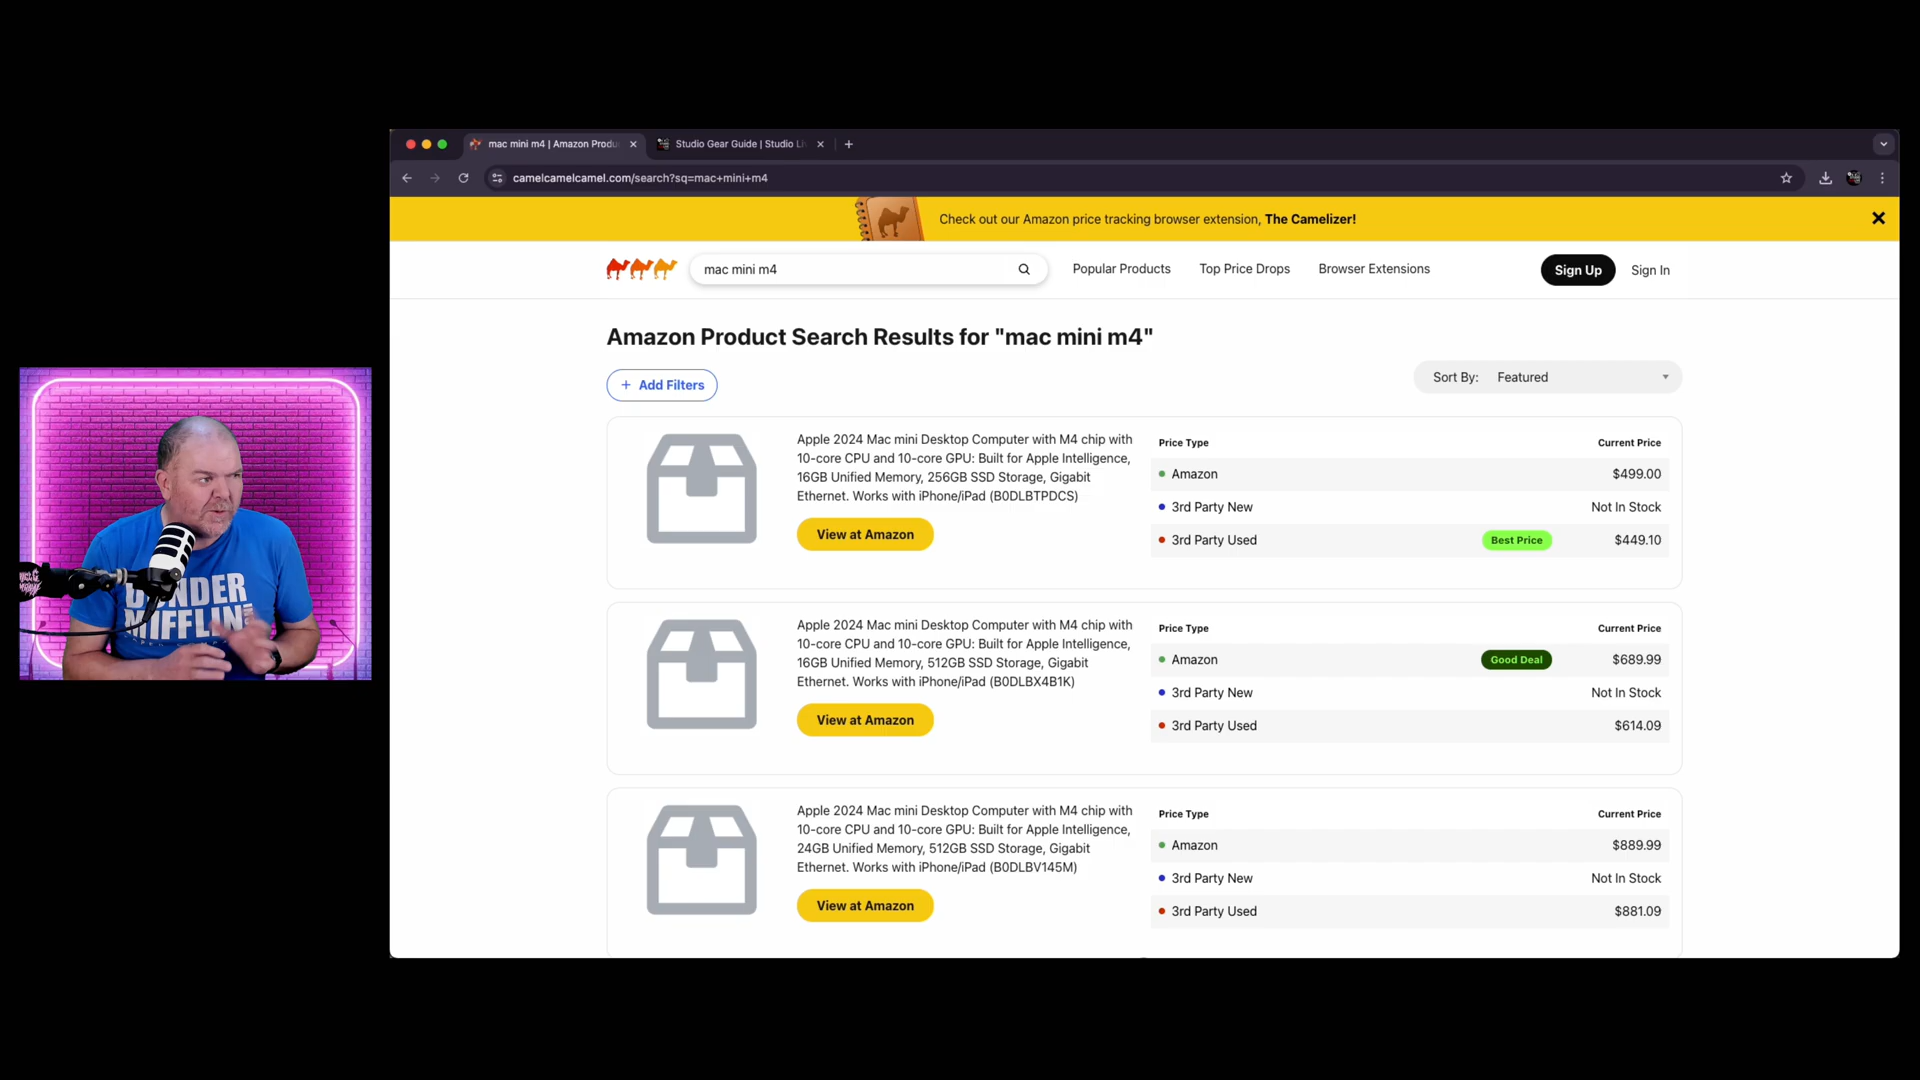 mac mini m4 | Amazon Produ
Studio Gear Guide | Studio Li
camelcamelcamel.com/search?sq=mac+mini+m4
Check out our Amazon price tracking browser extension, The Camelizer!
mac mini m4
Popular Products
Top Price Drops
Browser Extensions
Sign Up
Sign In
Amazon Product Search Results for "mac mini m4"
+ Add Filters
Sort By: Featured
Apple 2024 Mac mini Desktop Computer with M4 chip with
10-core CPU and 10-core GPU: Built for Apple Intelligence,
16GB Unified Memory, 256GB SSD Storage, Gigabit
Ethernet. Works with iPhone/iPad (B0DLBTPDCS)
View at Amazon
Price Type Current Price
Amazon $499.00
3rd Party New Not In Stock
3rd Party Used Best Price $449.10
Apple 2024 Mac mini Desktop Computer with M4 chip with
10-core CPU and 10-core GPU: Built for Apple Intelligence,
16GB Unified Memory, 512GB SSD Storage, Gigabit
Ethernet. Works with iPhone/iPad (B0DLBX4B1K)
View at Amazon
Price Type Current Price
Amazon Good Deal $689.99
3rd Party New Not In Stock
3rd Party Used $614.09
Apple 2024 Mac mini Desktop Computer with M4 chip with
10-core CPU and 10-core GPU: Built for Apple Intelligence,
24GB Unified Memory, 512GB SSD Storage, Gigabit
Ethernet. Works with iPhone/iPad (B0DLBV145M)
View at Amazon
Price Type Current Price
Amazon $889.99
3rd Party New Not In Stock
3rd Party Used $881.09
DUNDER
MIFFLIN